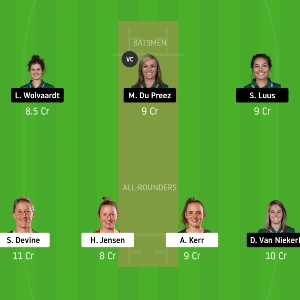 BATSMEN
VC
L. Wolvaardt
M. Du Preez
S. Luus
8.5 Cr
9 Cr
9 Cr
ALL-ROUNDERS
S. Devine
H. Jensen
A. Kerr
D. Van Niekerk
11 Cr
8 Cr
9 Cr
10 Cr